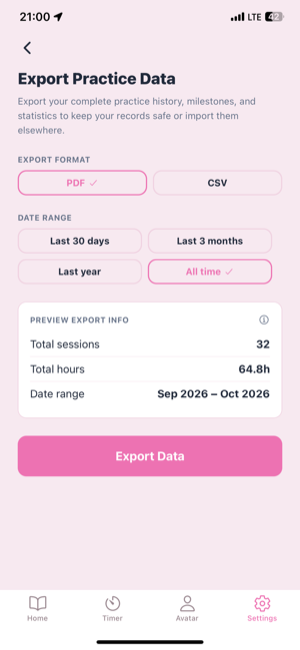 21:00
LTE 42
Export Practice Data
Export your complete practice history, milestones, and
statistics to keep your records safe or import them
elsewhere.
EXPORT FORMAT
PDF
CSV
DATE RANGE
Last 30 days
Last 3 months
Last year
All time
PREVIEW EXPORT INFO
Total sessions 32
Total hours 64.8h
Date range Sep 2026 – Oct 2026
Export Data
Home Timer Avatar Settings